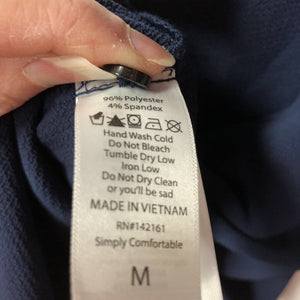 96% Polyester
4% Spandex
Hand Wash Cold
Do Not Bleach
Tumble Dry Low
Iron Low
Do Not Dry Clean
or you'll be sad
MADE IN VIETNAM
RN#142161
Simply Comfortable
M